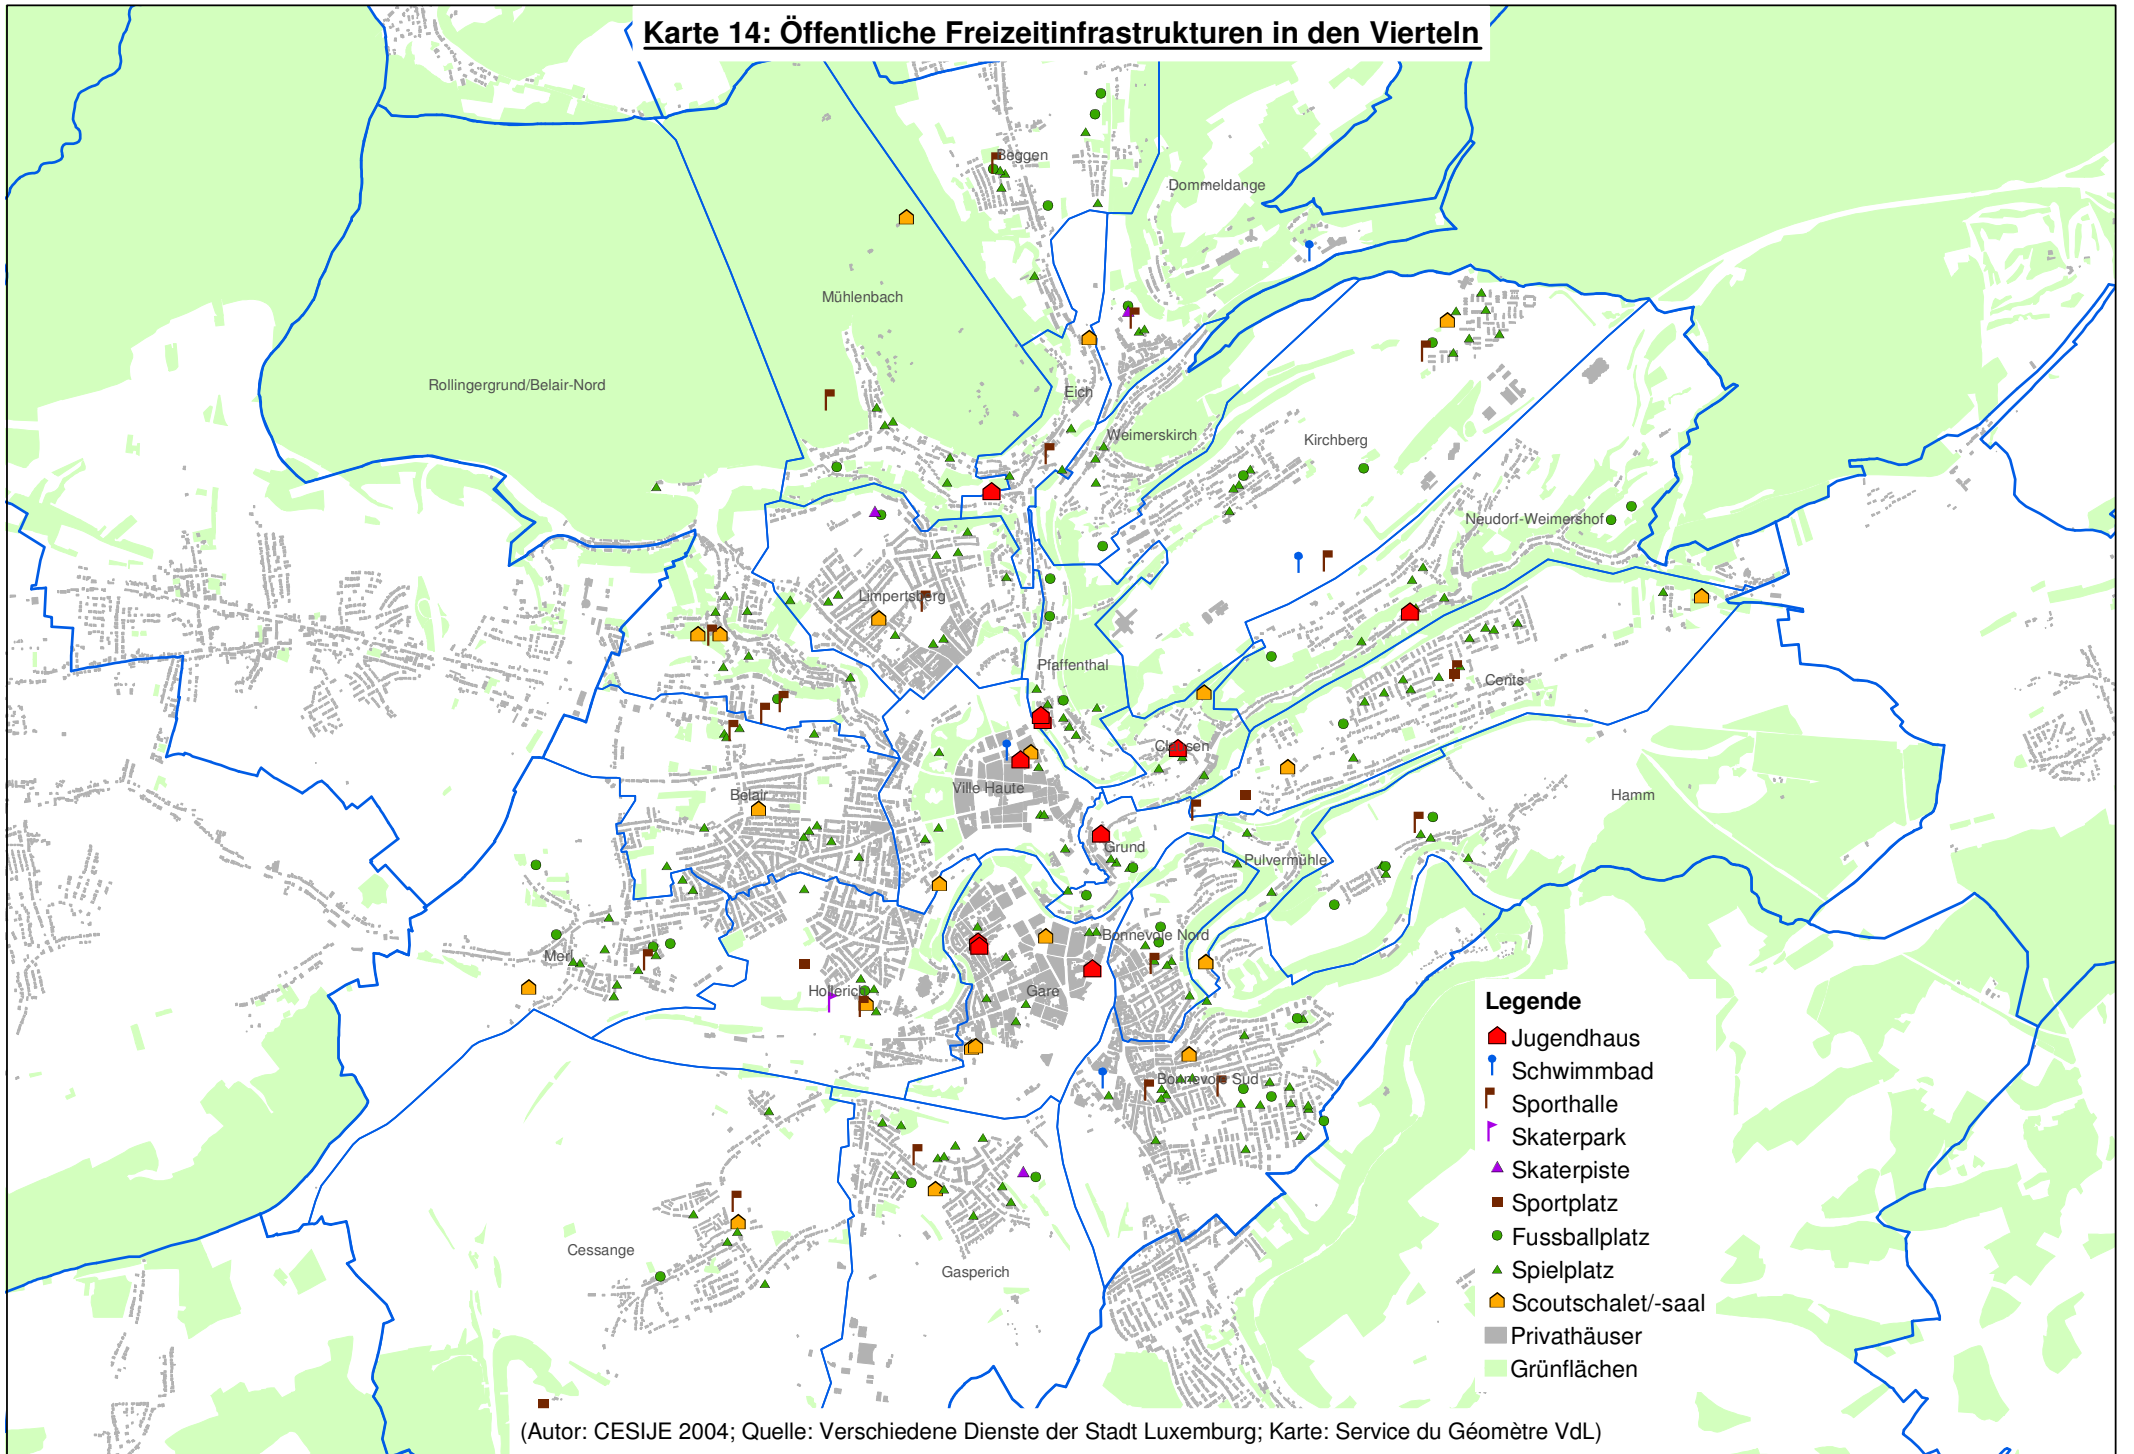 Karte 14: Öffentliche Freizeitinfrastrukturen in den Vierteln
Beggen
Dommeldange
Mühlenbach
Rollingergrund/Belair-Nord
Eich
Weimerskirch
Kirchberg
Neudorf-Weimershof
Limpertsberg
Pfaffenthal
Cents
Clausen
Ville Haute
Belair
Hamm
Grund
Pulvermühle
Bonnevoie Nord
Merl
Hollerich
Gare
Bonnevoie Sud
Cessange
Gasperich
Legende
Jugendhaus
Schwimmbad
Sporthalle
Skaterpark
Skaterpiste
Sportplatz
Fussballplatz
Spielplatz
Scoutschalet/-saal
Privathäuser
Grünflächen
(Autor: CESIJE 2004; Quelle: Verschiedene Dienste der Stadt Luxemburg; Karte: Service du Géomètre VdL)